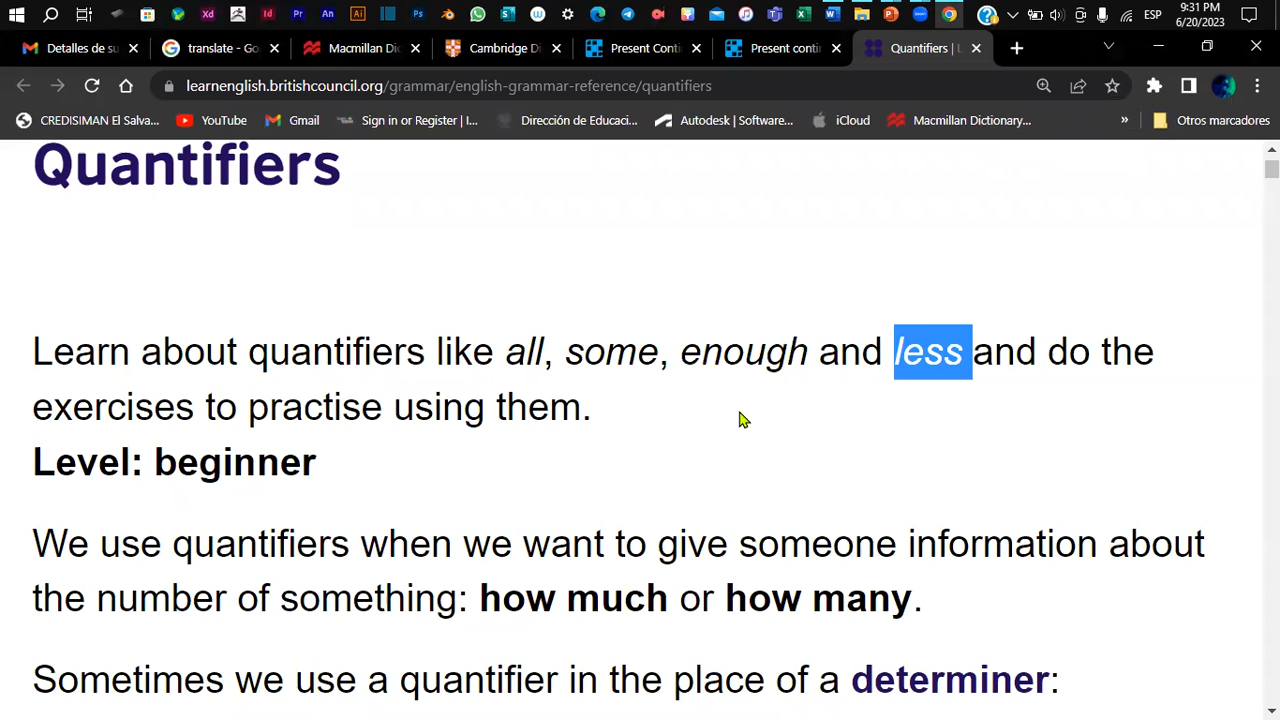 9:31 PM
ESP
6/20/2023
Detalles de su
translate - Go
Macmillan Dic
Cambridge Di
Present Conti
Present contin
Quantifiers | L
learnenglish.britishcouncil.org/grammar/english-grammar-reference/quantifiers
CREDISIMAN El Salva...
YouTube
Gmail
Sign in or Register | I...
Dirección de Educaci...
Autodesk | Software...
iCloud
Macmillan Dictionary...
»
Otros marcadores
Quantifiers
Learn about quantifiers like all, some, enough and less and do the
exercises to practise using them.
Level: beginner
We use quantifiers when we want to give someone information about
the number of something: how much or how many.
Sometimes we use a quantifier in the place of a determiner: